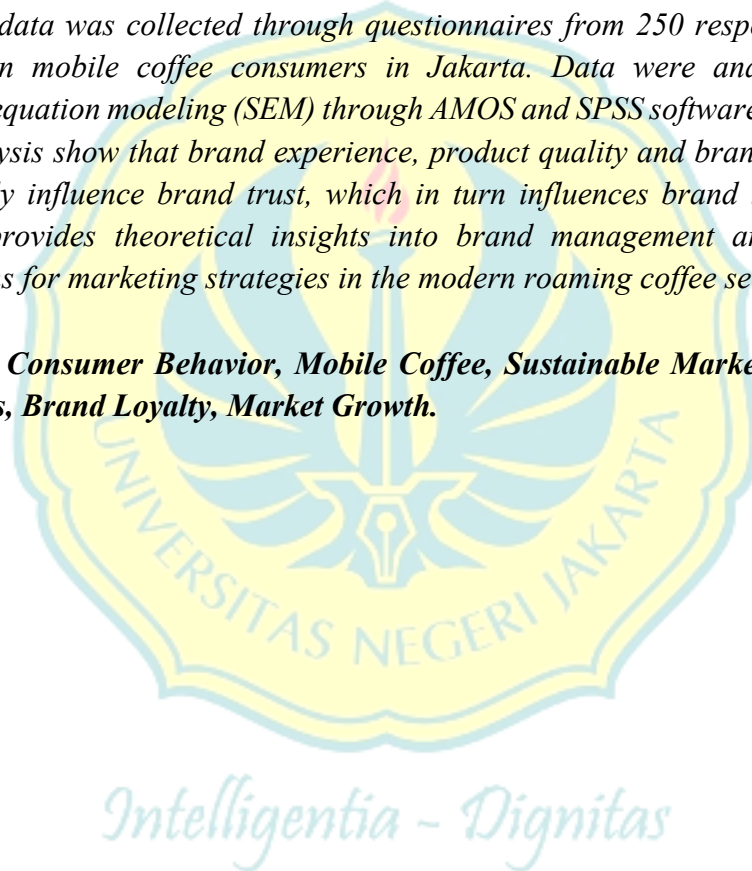 data was collected through questionnaires from 250 respo
n mobile coffee consumers in Jakarta. Data were and
equation modeling (SEM) through AMOS and SPSS software
ysis show that brand experience, product quality and bran
y influence brand trust, which in turn influences brand
provides theoretical insights into brand management a
s for marketing strategies in the modern roaming coffee se
Consumer Behavior, Mobile Coffee, Sustainable Marke
s, Brand Loyalty, Market Growth.
UNIVERSITAS NEGERI JAKARTA
Intelligentia - Dignitas